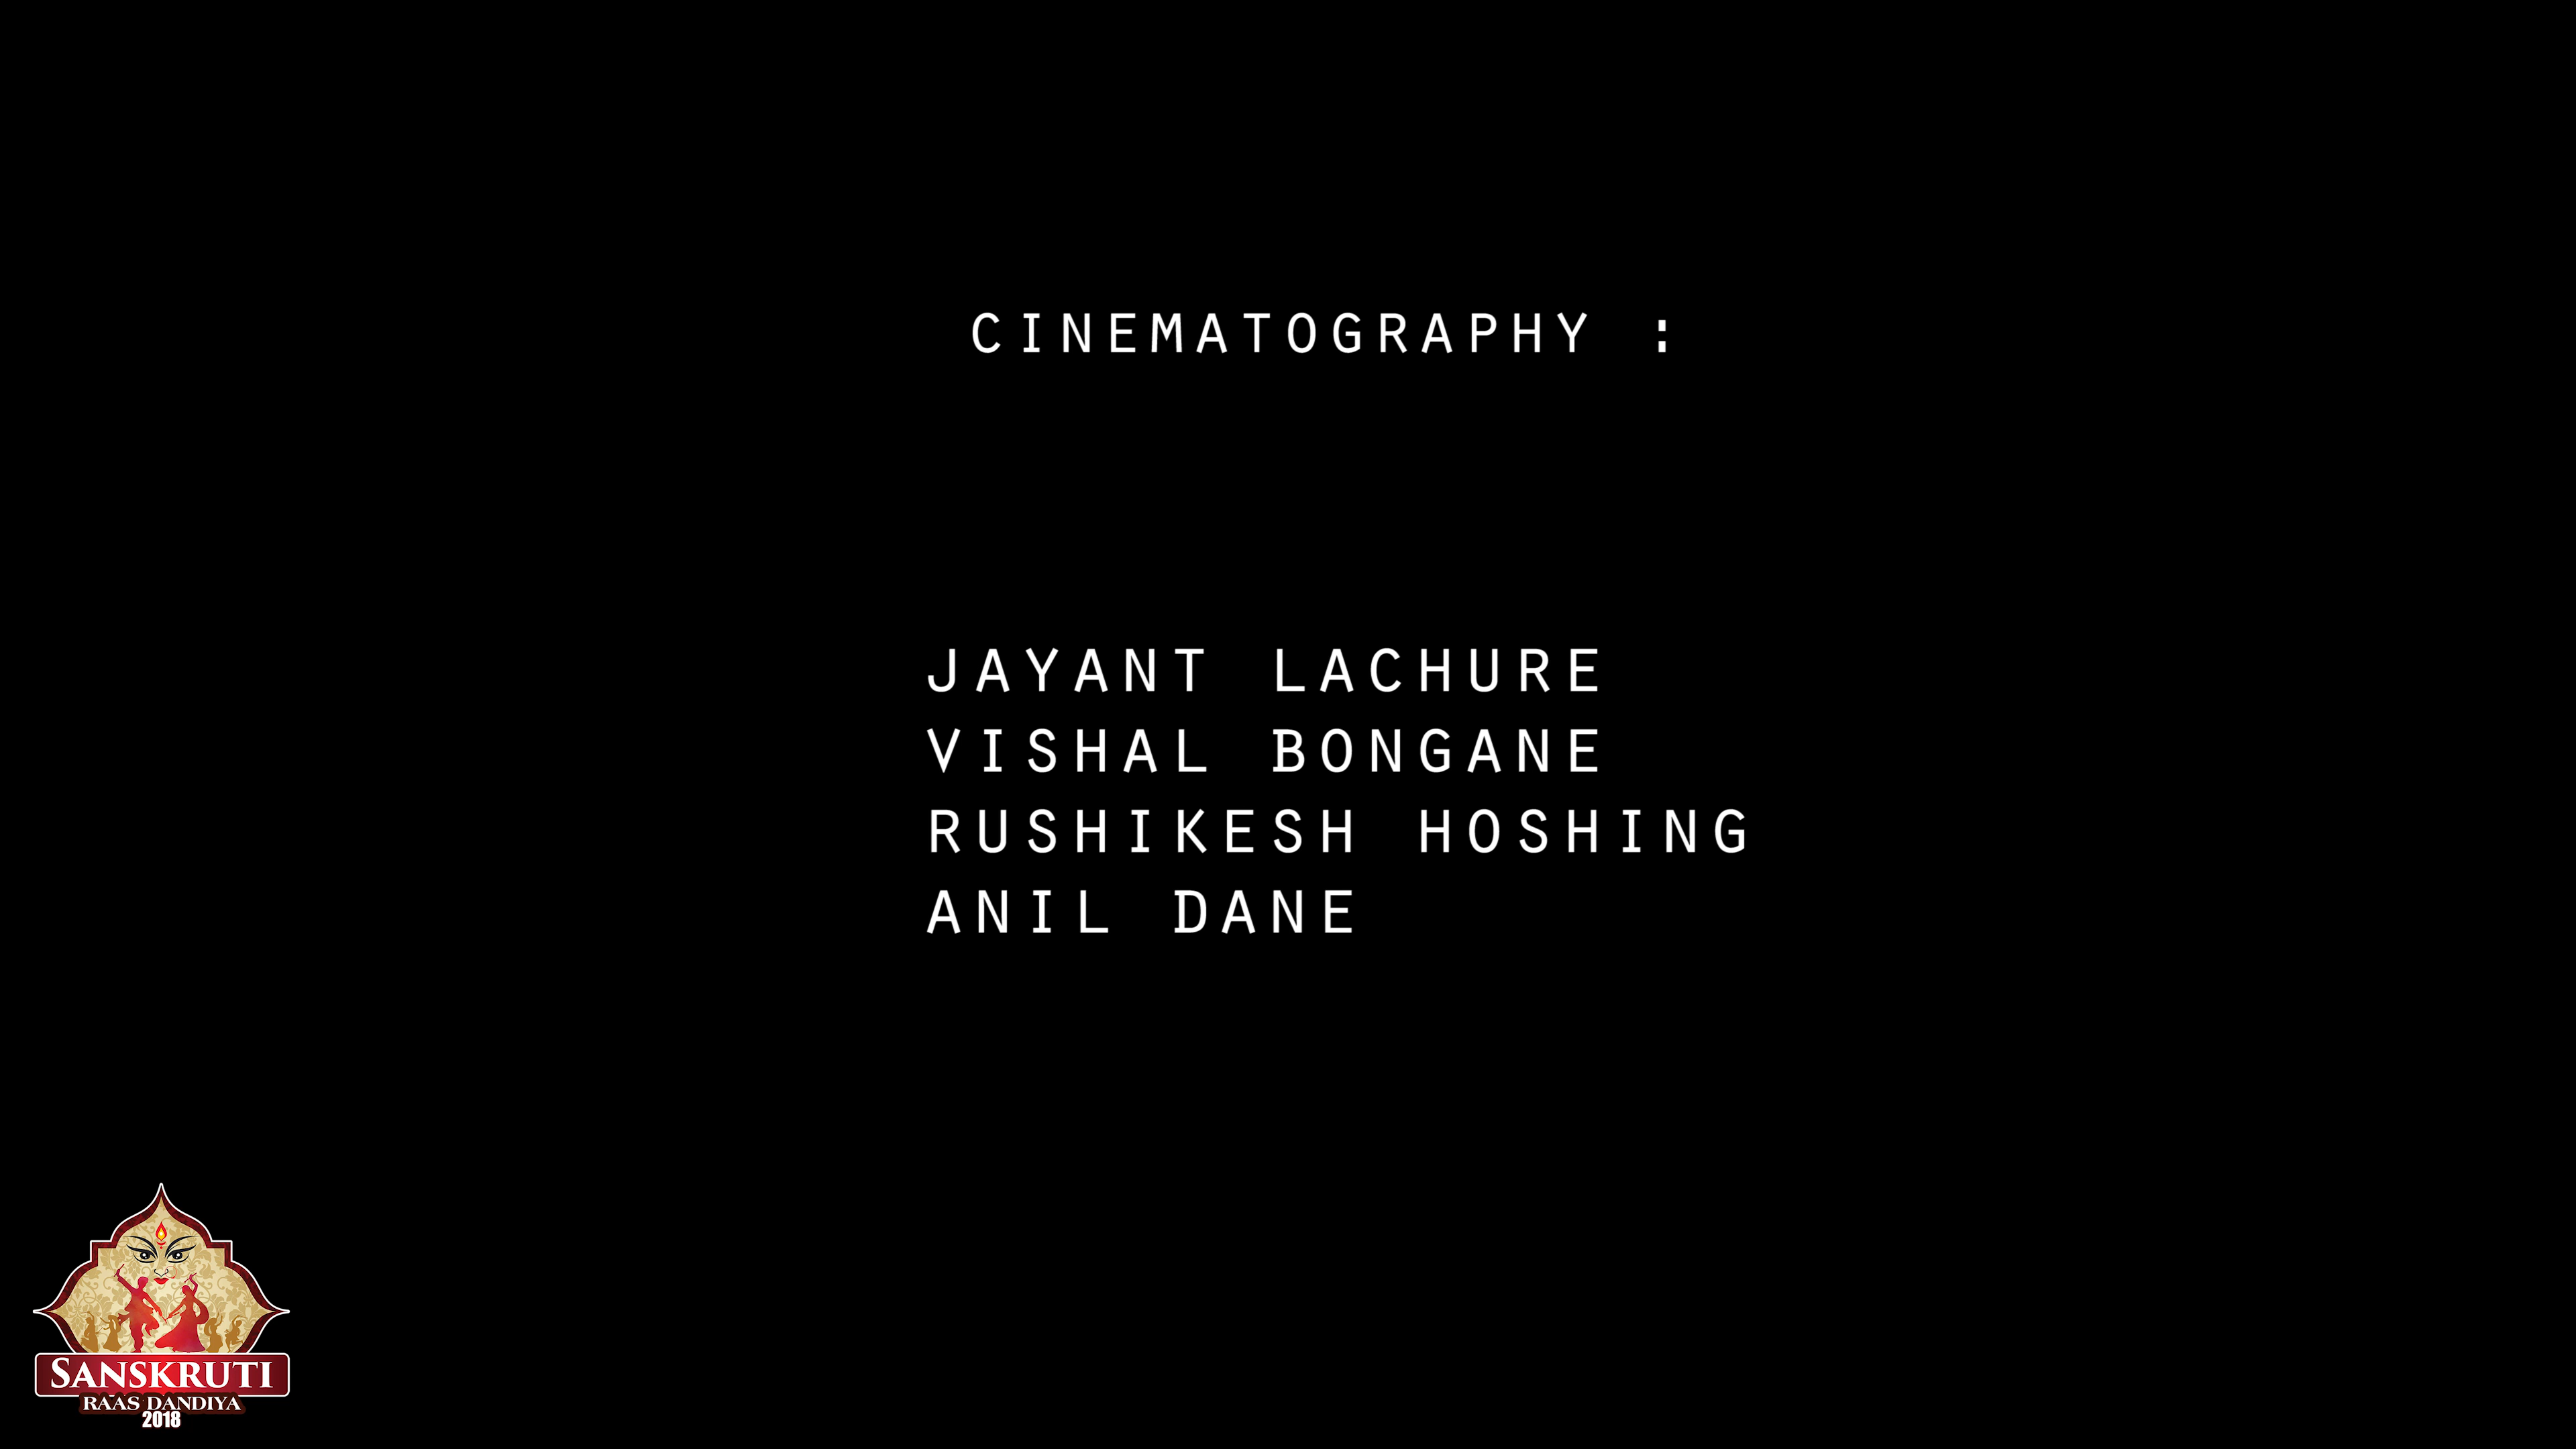 CINEMATOGRAPHY :
JAYANT LACHURE
VISHAL BONGANE
RUSHIKESH HOSHING
ANIL DANE
SANSKRUTI
RAAS DANDIYA
2018